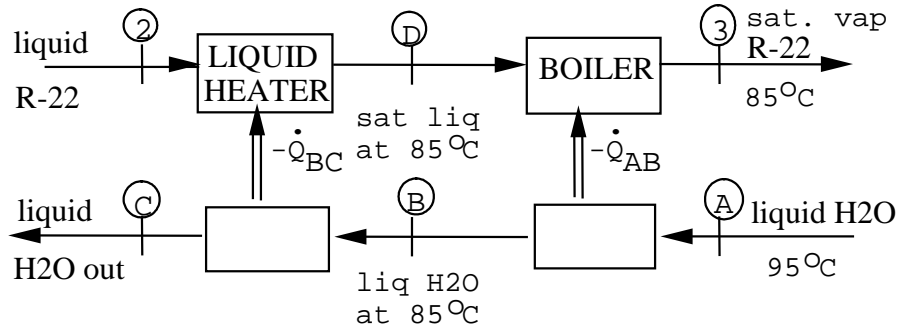 liquid
2
R-22
LIQUID
HEATER
D
sat liq
at 85°C
BOILER
3
sat. vap
R-22
85°C
-Q̇BC
-Q̇AB
liquid
C
H2O out
B
liq H2O
at 85°C
A
liquid H2O
95°C